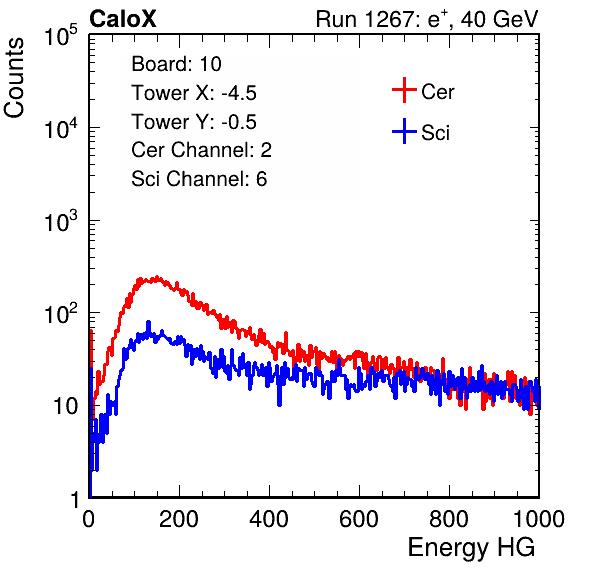 CaloX Run 1267: e+, 40 GeV
Counts
10^5
10^4
10^3
10^2
10
1
Board: 10
Tower X: -4.5
Tower Y: -0.5
Cer Channel: 2
Sci Channel: 6
Cer
Sci
0 200 400 600 800 1000
Energy HG